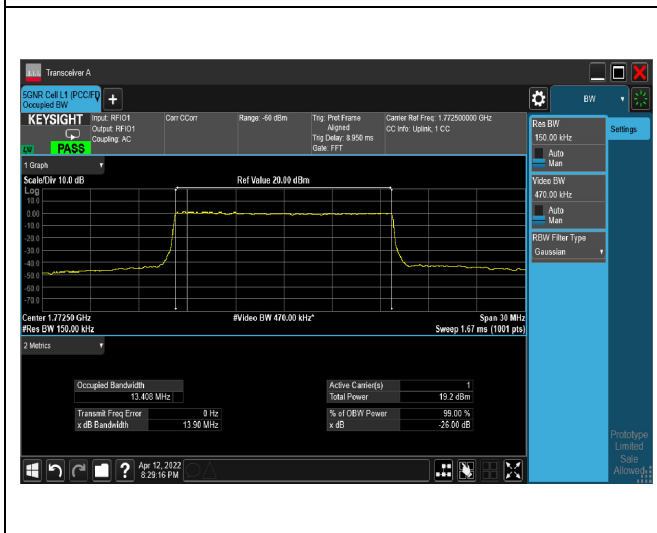 Transceiver A
5GNR Cell L1 (PCC/FD
Occupied BW
BW
KEYSIGHT
Input: RFIO1
Output: RFIO1
Coupling: AC
Corr CCorr
Range: -60 dBm
Trig: Pret Frame
Aligned
Trig Delay: 8.950 ms
Gate: FFT
Carrier Ref Freq: 1.772500000 GHz
CC Info: Uplink, 1 CC
PASS
Res BW
150.00 kHz
Auto
Man
Settings
Video BW
470.00 kHz
Auto
Man
RBW Filter Type
Gaussian
1 Graph
Scale/Div 10.0 dB
Ref Value 20.00 dBm
Log
10.0
0.00
-10.0
-20.0
-30.0
-40.0
-50.0
-60.0
-70.0
Center 1.77250 GHz
#Video BW 470.00 kHz*
Span 30 MHz
#Res BW 150.00 kHz
Sweep 1.67 ms (1001 pts)
2 Metrics
Occupied Bandwidth
13.408 MHz
Transmit Freq Error 0 Hz
x dB Bandwidth 13.90 MHz
Active Carrier(s) 1
Total Power 19.2 dBm
% of OBW Power 99.00 %
x dB -26.00 dB
Prototype
Limited
Sale
Allowed
?
Apr 12, 2022
8:29:16 PM